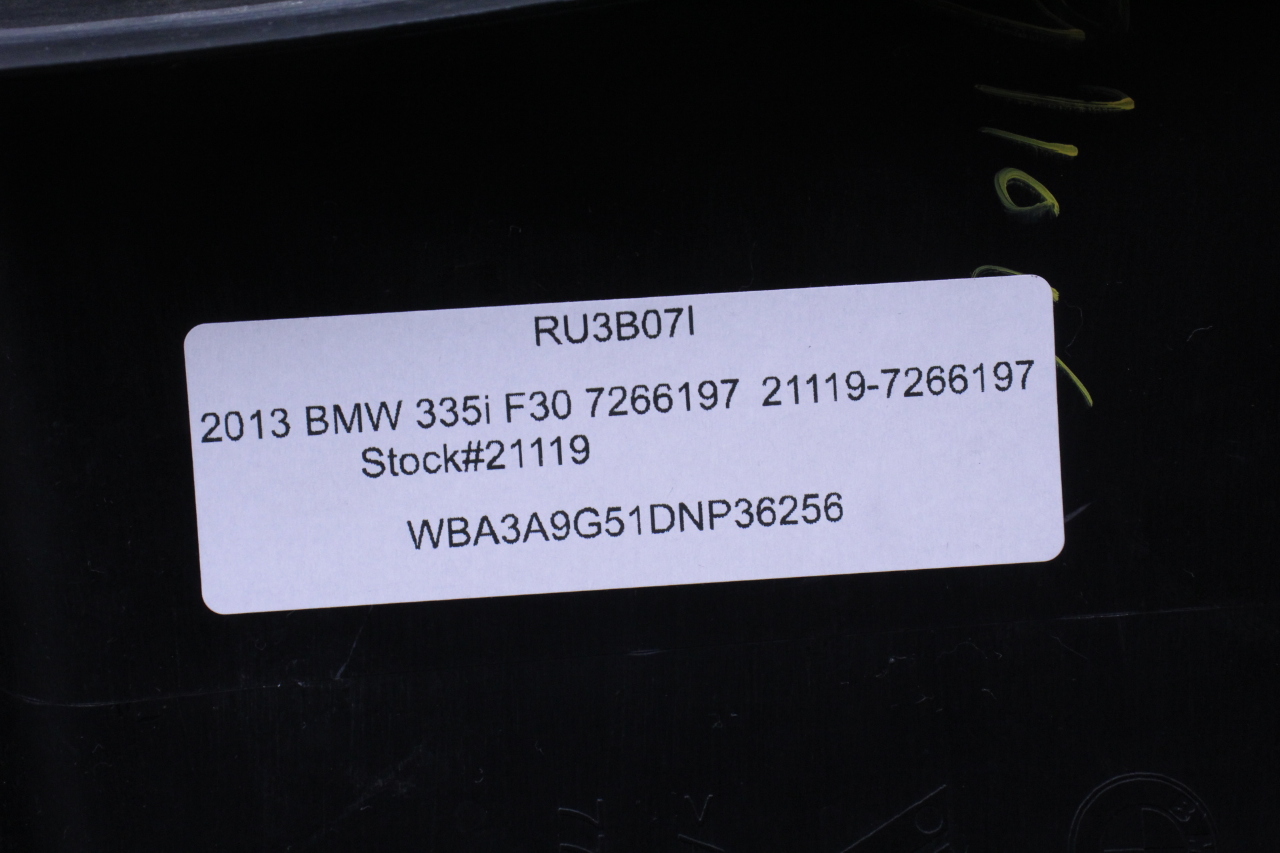 RU3B07I
2013 BMW 335i F30 7266197 21119-7266197
Stock#21119
WBA3A9G51DNP36256